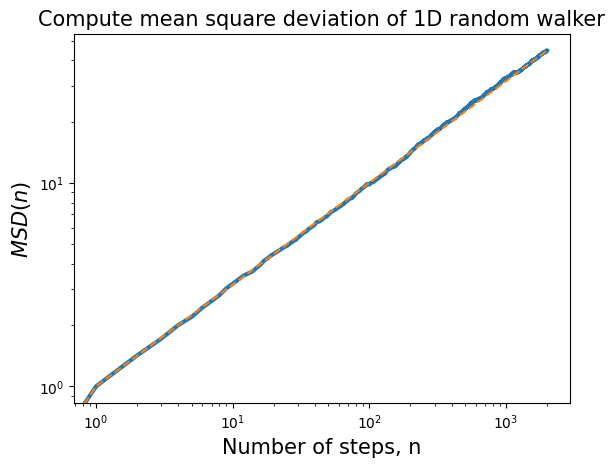 Compute mean square deviation of 1D random walker
MSD(n)
10¹
10⁰
10⁰ 10¹ 10² 10³
Number of steps, n